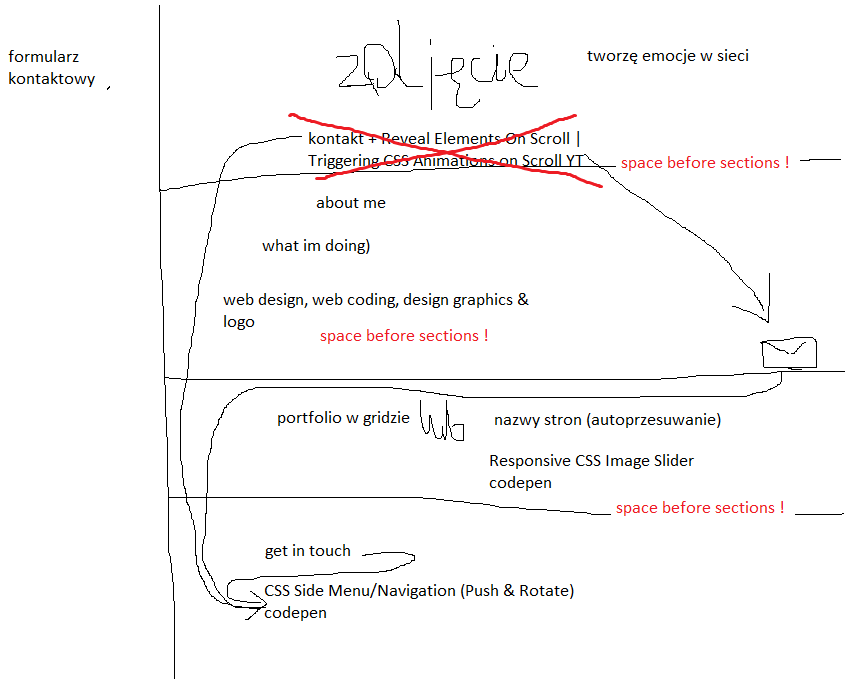 formularz
kontaktowy
zdjęcie
tworzę emocje w sieci
kontakt + Reveal Elements On Scroll |
Triggering CSS Animations on Scroll YT
space before sections !
about me
what im doing)
web design, web coding, design graphics &
logo
space before sections !
portfolio w gridzie
lub
nazwy stron (autoprzesuwanie)
Responsive CSS Image Slider
codepen
space before sections !
get in touch
CSS Side Menu/Navigation (Push & Rotate)
codepen